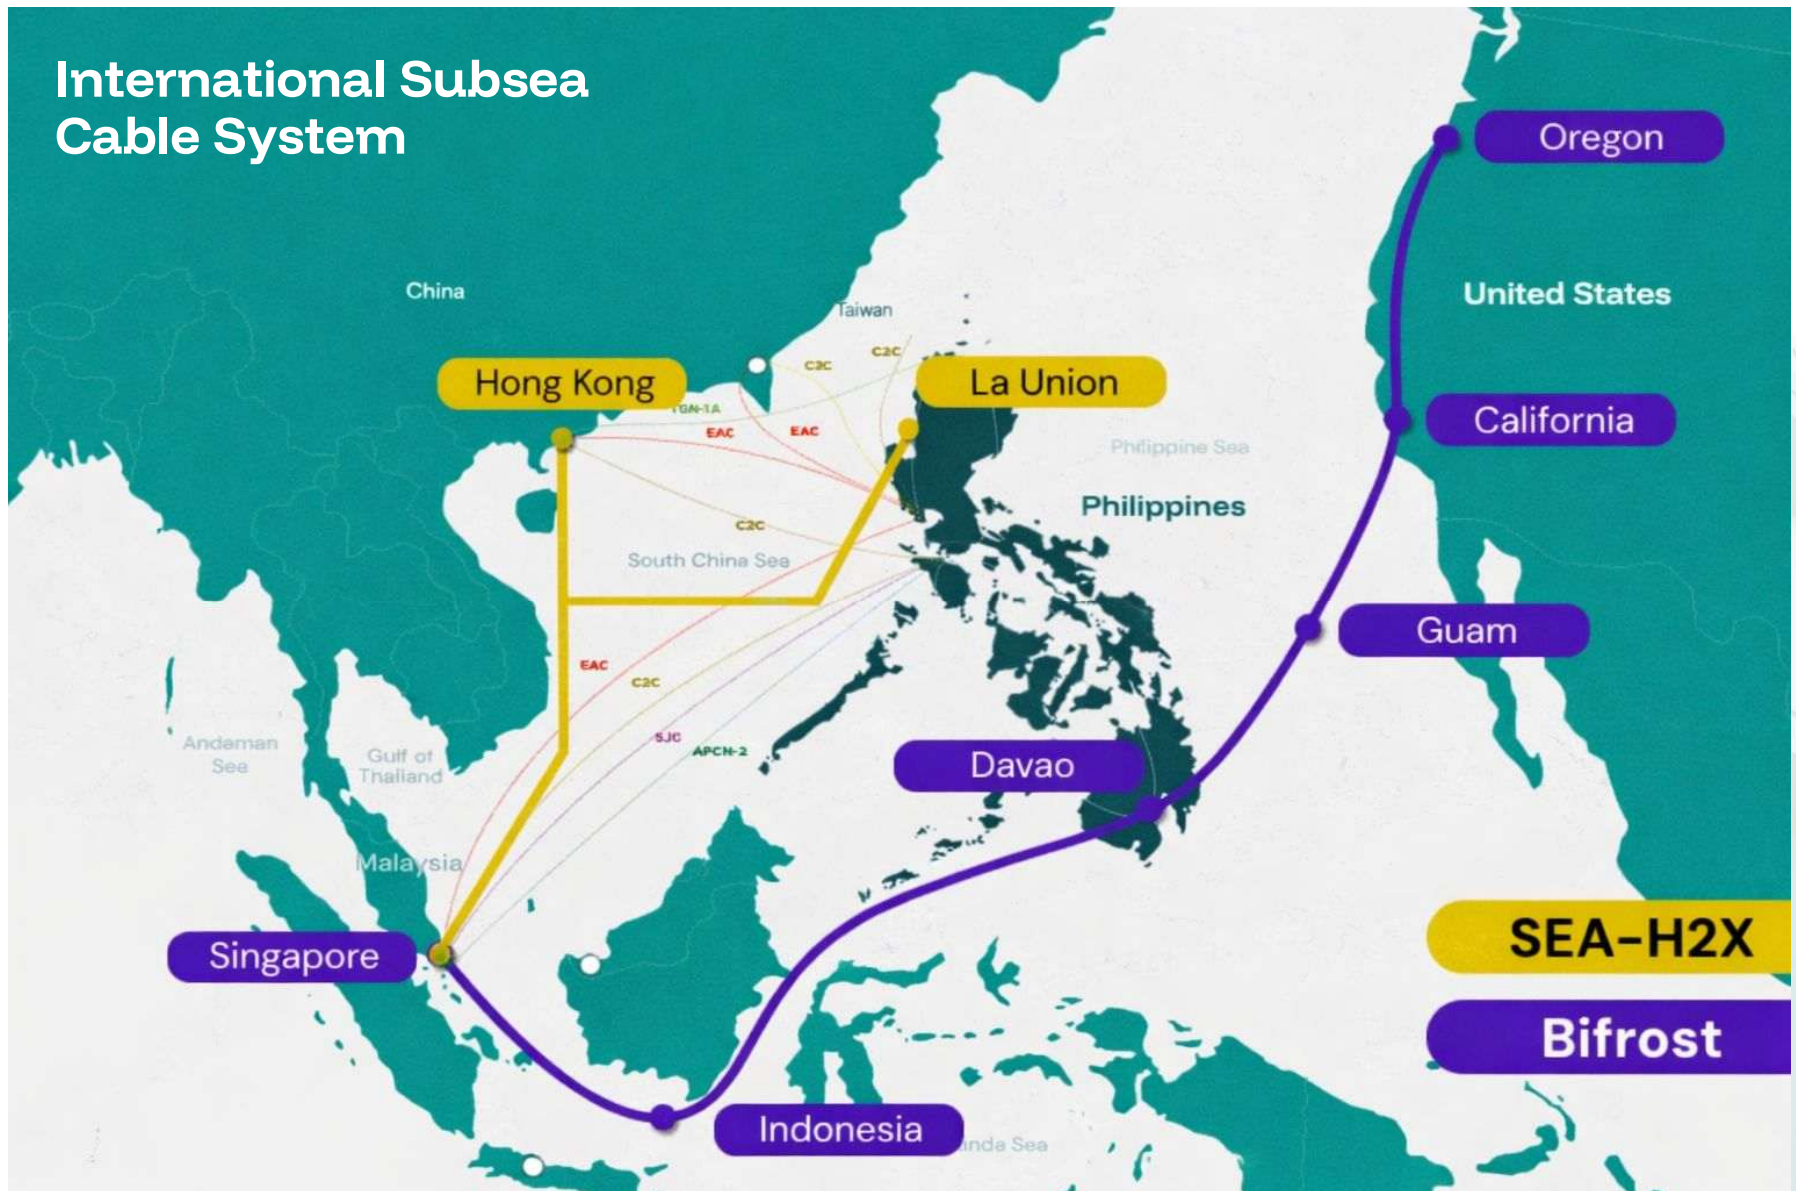 International Subsea
Cable System
Oregon
China
United States
Taiwan
C2C
C2C
Hong Kong
La Union
TGN-1A
EAC
EAC
California
Philippine Sea
Philippines
C2C
South China Sea
Guam
EAC
C2C
SJC
APCN-2
Andaman
Sea
Gulf of
Thailand
Davao
Malaysia
Singapore
SEA-H2X
Bifrost
Indonesia
Sea